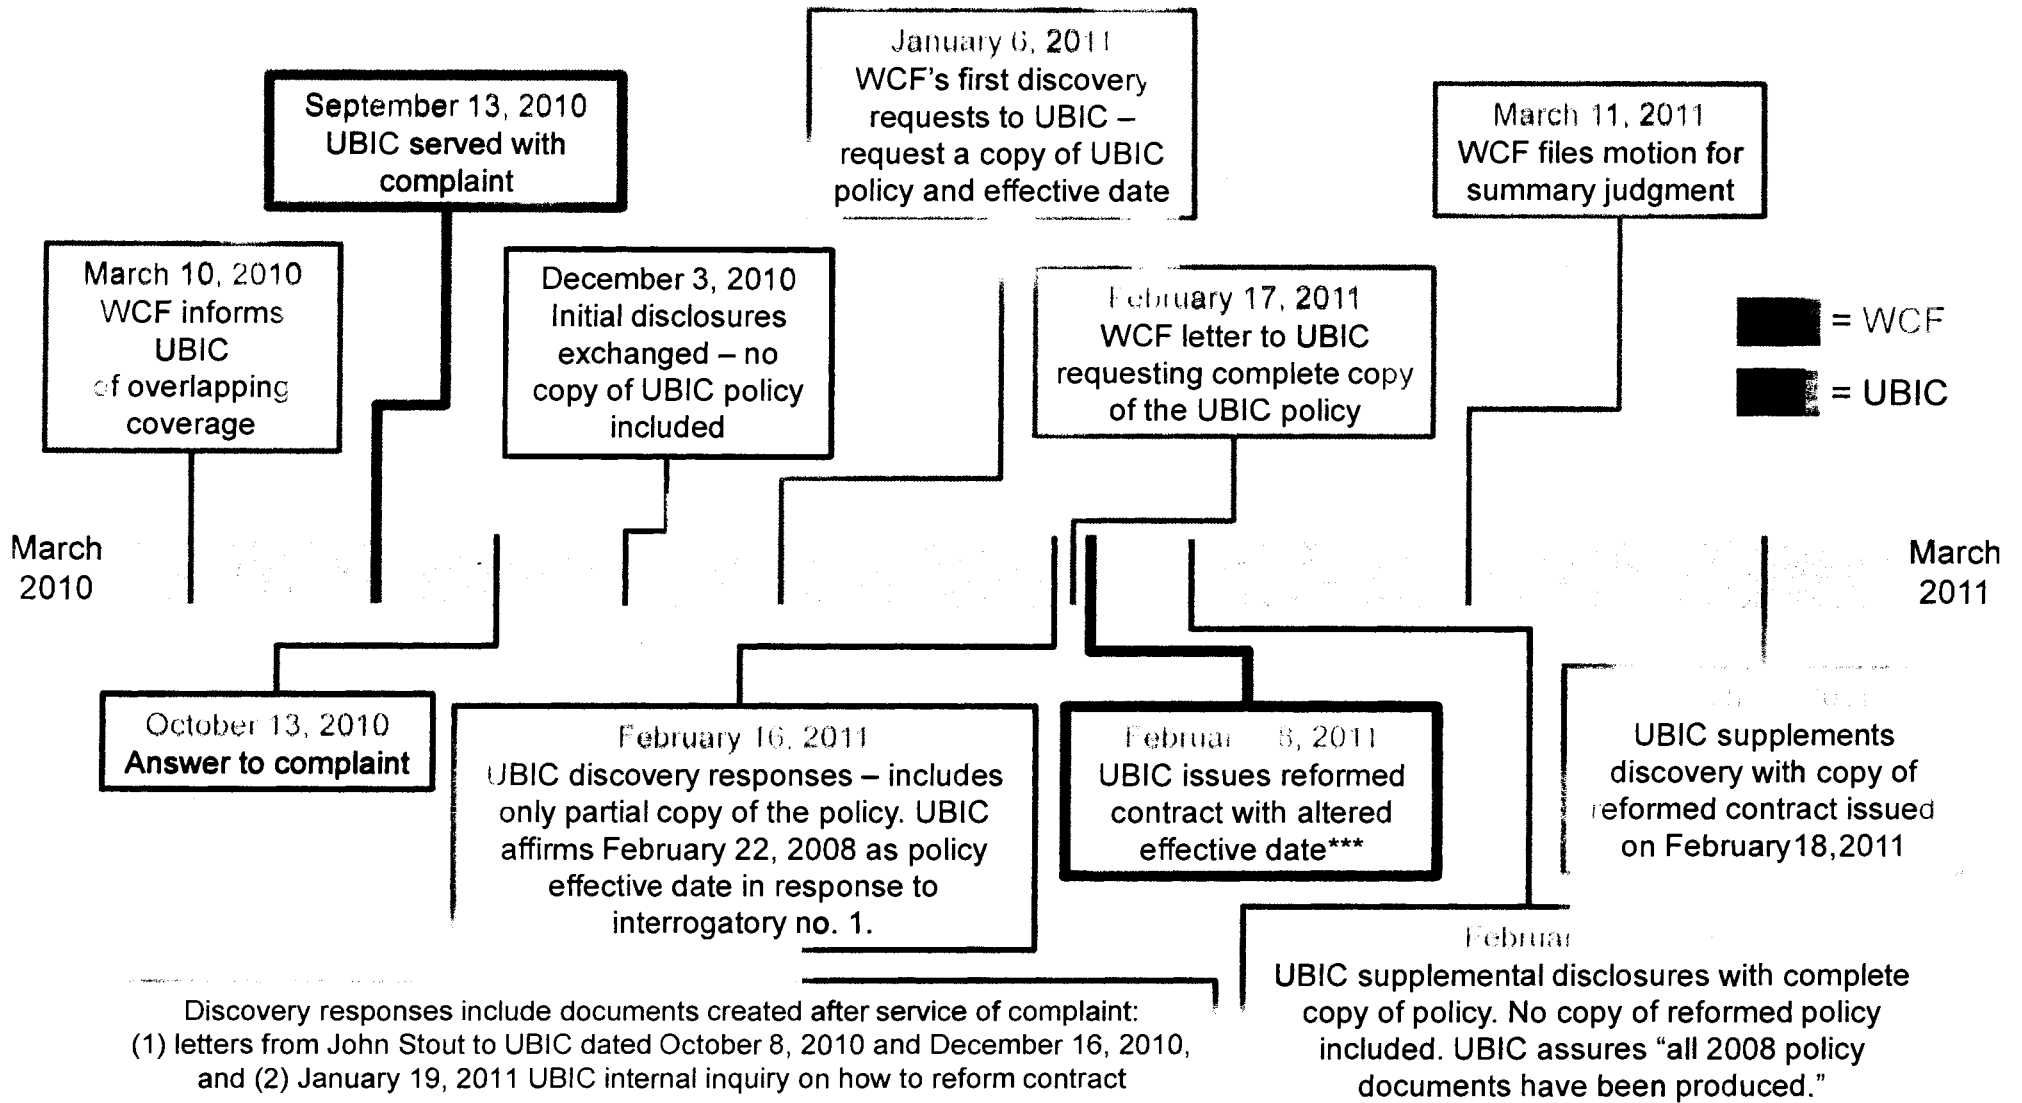 January 6, 2011
WCF's first discovery
requests to UBIC –
request a copy of UBIC
policy and effective date
September 13, 2010
UBIC served with
complaint
March 11, 2011
WCF files motion for
summary judgment
March 10, 2010
WCF informs
UBIC
of overlapping
coverage
December 3, 2010
Initial disclosures
exchanged – no
copy of UBIC policy
included
February 17, 2011
WCF letter to UBIC
requesting complete copy
of the UBIC policy
= WCF
= UBIC
March
2010
March
2011
October 13, 2010
Answer to complaint
February 16, 2011
UBIC discovery responses – includes
only partial copy of the policy. UBIC
affirms February 22, 2008 as policy
effective date in response to
interrogatory no. 1.
8, 2011
UBIC issues reformed
contract with altered
effective date***
UBIC supplements
discovery with copy of
reformed contract issued
on February 18,2011
UBIC supplemental disclosures with complete
copy of policy. No copy of reformed policy
included. UBIC assures “all 2008 policy
documents have been produced.”
Discovery responses include documents created after service of complaint:
(1) letters from John Stout to UBIC dated October 8, 2010 and December 16, 2010,
and (2) January 19, 2011 UBIC internal inquiry on how to reform contract